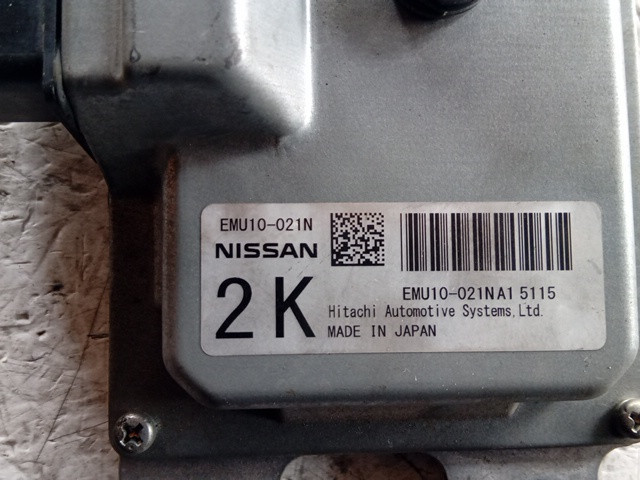 EMU10-021N
NISSAN
2K
EMU10-021NA1 5115
Hitachi Automotive Systems,Ltd.
MADE IN JAPAN